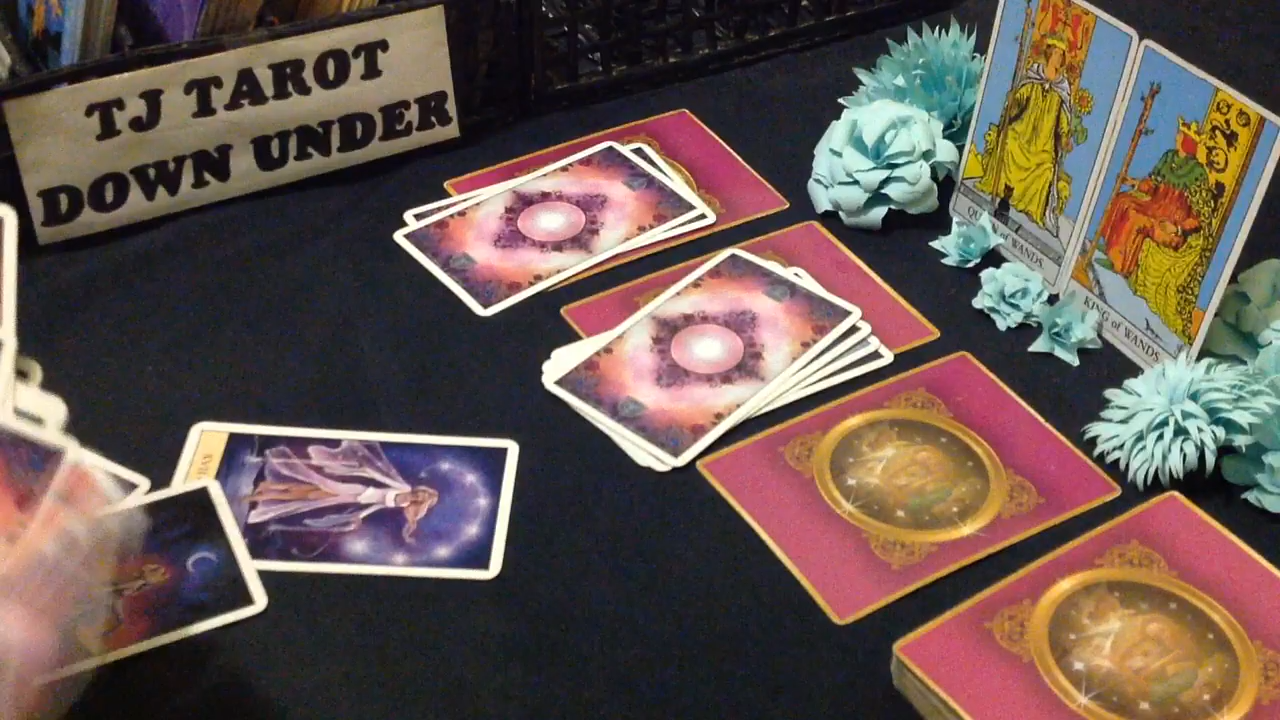 TJ TAROT
DOWN UNDER
QUEEN of WANDS
KING of WANDS